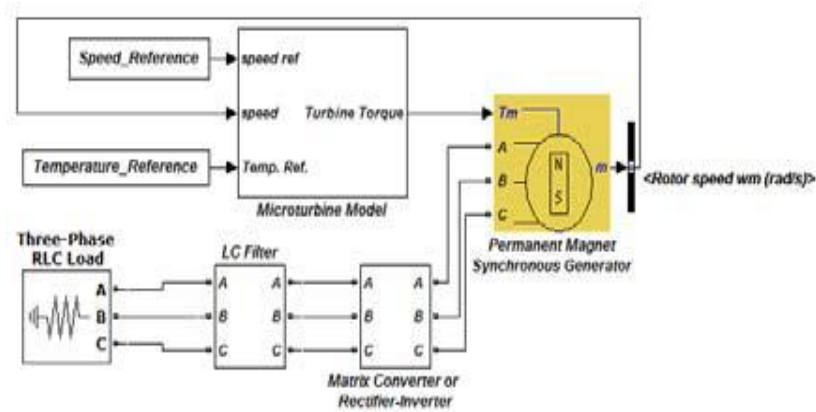 Speed_Reference
speed ref
speed
Turbine Torque
Temperature_Reference
Temp. Ref.
Microturbine Model
Tm
A
B
C
N
S
m
<Rotor speed wm (rad/s)>
Permanent Magnet
Synchronous Generator
Three-Phase
RLC Load
A
B
C
LC Filter
A A
B B
C C
A A
B B
C C
Matrix Converter or
Rectifier-Inverter